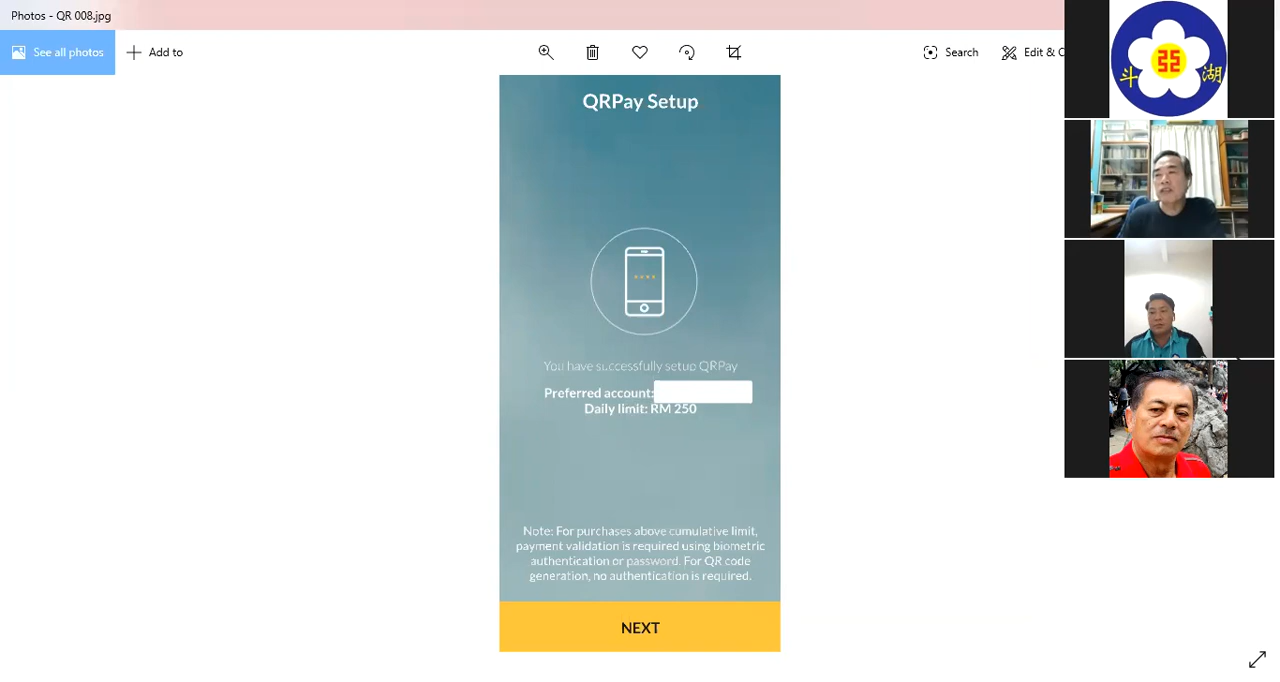 Photos - QR 008.jpg
See all photos
Add to
Search
Edit & C
QRPay Setup
You have successfully setup QRPay
Preferred account:
Daily limit: RM 250
Note: For purchases above cumulative limit,
payment validation is required using biometric
authentication or password. For QR code
generation, no authentication is required.
NEXT
斗 湖